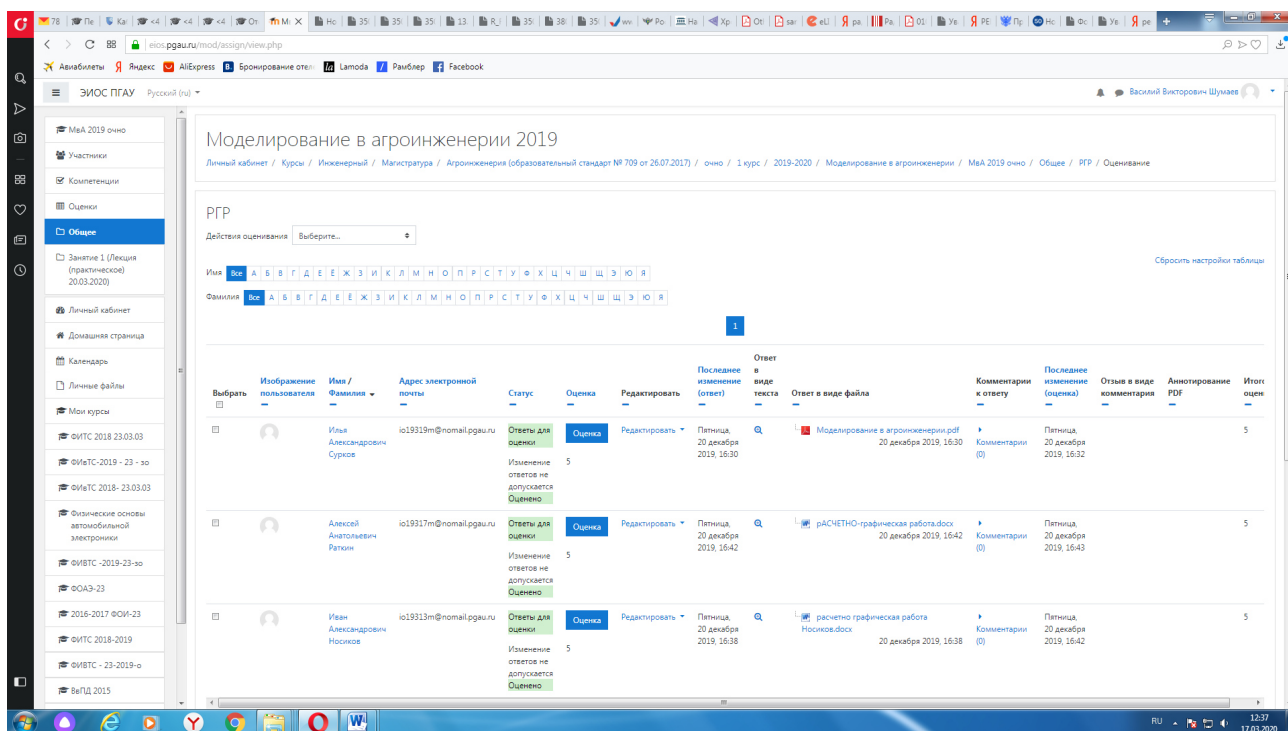 78
eios.pgau.ru/mod/assign/view.php
Авиабилеты Яндекс AliExpress Бронирование отеле Lamoda Рамблер Facebook
ЭИОС ПГАУ Русский (ru)
Василий Викторович Шумаев
МвА 2019 очно
Участники
Компетенции
Оценки
Общее
Занятие 1 (Лекция
(практическое)
20.03.2020)
Личный кабинет
Домашняя страница
Календарь
Личные файлы
Мои курсы
ФИТС 2018 23.03.03
ФИвТС-2019 - 23 - зо
ФИвТС 2018- 23.03.03
Физические основы
автомобильной
электроники
ФИВТС -2019-23-зо
ФОАЭ-23
2016-2017 ФОИ-23
ФИТС 2018-2019
ФИВТС - 23-2019-о
ВеПД 2015
Моделирование в агроинженерии 2019
Личный кабинет / Курсы / Инженерный / Магистратура / Агроинженерия (образовательный стандарт № 709 от 26.07.2017) / очно / 1 курс / 2019-2020 / Моделирование в агроинженерии / МвА 2019 очно / Общее / РГР / Оценивание
РГР
Действия оценивания Выберите...
Сбросить настройки таблицы
Имя Все А Б В Г Д Е Ё Ж З И К Л М Н О П Р С Т У Ф Х Ц Ч Ш Щ Э Ю Я
Фамилия Все А Б В Г Д Е Ё Ж З И К Л М Н О П Р С Т У Ф Х Ц Ч Ш Щ Э Ю Я
1
Выбрать
Изображение
пользователя
Имя /
Фамилия
Адрес электронной
почты
Статус
Оценка
Редактировать
Последнее
изменение
(ответ)
Ответ
в
виде
текста
Ответ в виде файла
Комментарии
к ответу
Последнее
изменение
(оценка)
Отзыв в виде
комментария
Аннотирование
PDF
Итого
оцен
Илья
Александрович
Сурков
io19319m@nomail.pgau.ru
Ответы для
оценки
Изменение
ответов не
допускается
Оценено
Оценка
5
Редактировать
Пятница,
20 декабря
2019, 16:30
Моделирование в агроинженерии.pdf
20 декабря 2019, 16:30
Комментарии
(0)
Пятница,
20 декабря
2019, 16:32
5
Алексей
Анатольевич
Раткин
io19317m@nomail.pgau.ru
Ответы для
оценки
Изменение
ответов не
допускается
Оценено
Оценка
5
Редактировать
Пятница,
20 декабря
2019, 16:42
рАСЧЕТНО-графическая работа.docx
20 декабря 2019, 16:42
Комментарии
(0)
Пятница,
20 декабря
2019, 16:43
5
Иван
Александрович
Носиков
io19313m@nomail.pgau.ru
Ответы для
оценки
Изменение
ответов не
допускается
Оценено
Оценка
5
Редактировать
Пятница,
20 декабря
2019, 16:38
расчетно графическая работа
Носиков.docx
20 декабря 2019, 16:38
Комментарии
(0)
Пятница,
20 декабря
2019, 16:42
5
RU
12:37
17.03.2020